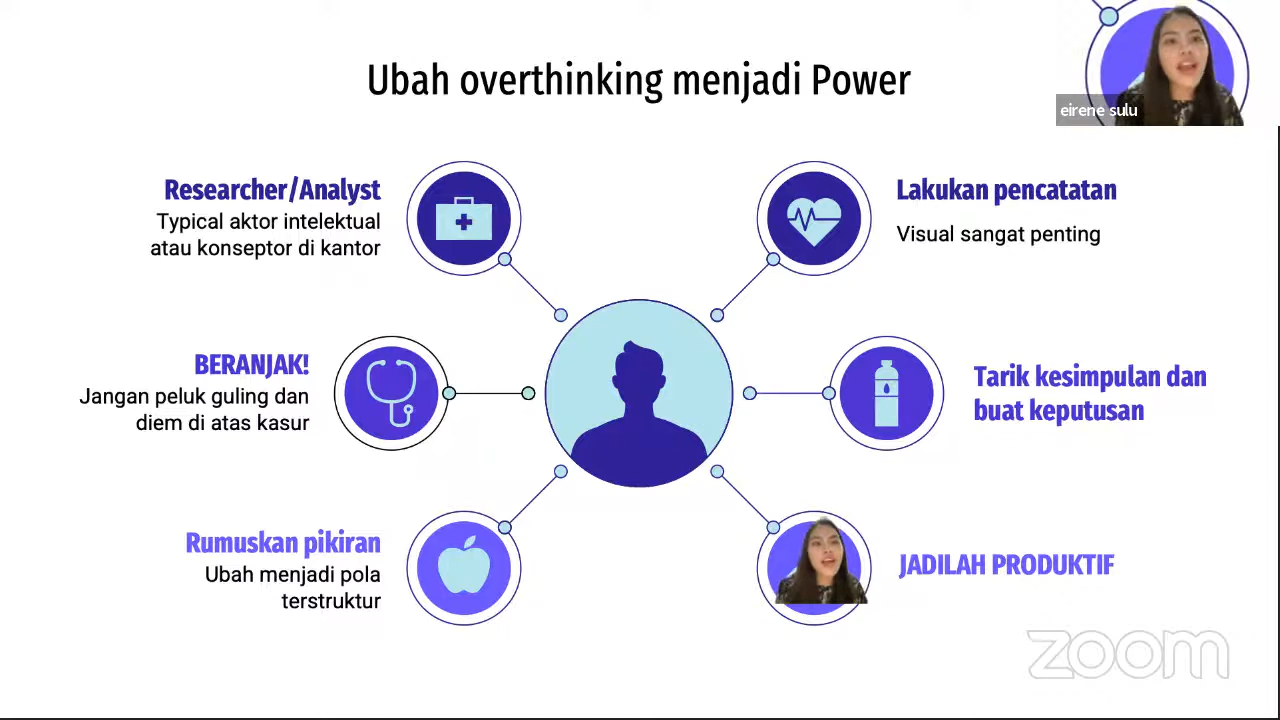 Ubah overthinking menjadi Power
eirene sulu
Researcher/Analyst
Typical aktor intelektual
atau konseptor di kantor
BERANJAK!
Jangan peluk guling dan
diem di atas kasur
Rumuskan pikiran
Ubah menjadi pola
terstruktur
Lakukan pencatatan
Visual sangat penting
Tarik kesimpulan dan
buat keputusan
JADILAH PRODUKTIF
zoom